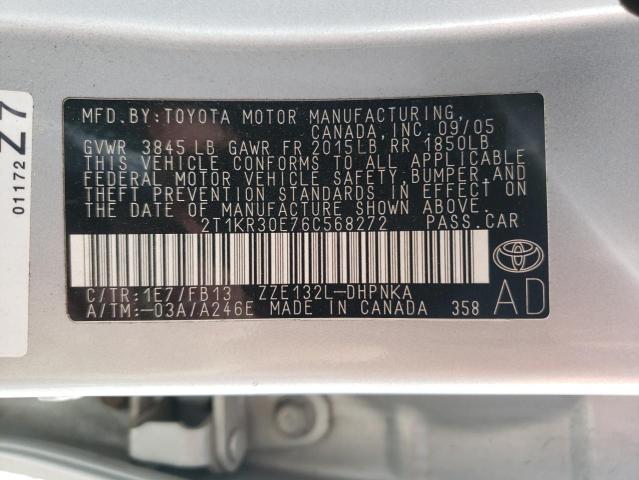 MFD.BY:TOYOTA MOTOR MANUFACTURING,
CANADA, INC. 09/05
GVWR 3845 LB GAWR FR 2015LB RR 1850LB
THIS VEHICLE CONFORMS TO ALL APPLICABLE
FEDERAL MOTOR VEHICLE SAFETY, BUMPER, AND
THEFT PREVENTION STANDARDS IN EFFECT ON
THE DATE OF MANUFACTURE SHOWN ABOVE.
2T1KR30E76C568272 PASS.CAR
C/TR:1E7/FB13 ZZE132L-DHPNKA
A/TM:-03A/A246E MADE IN CANADA 358
AD
01172
Z7